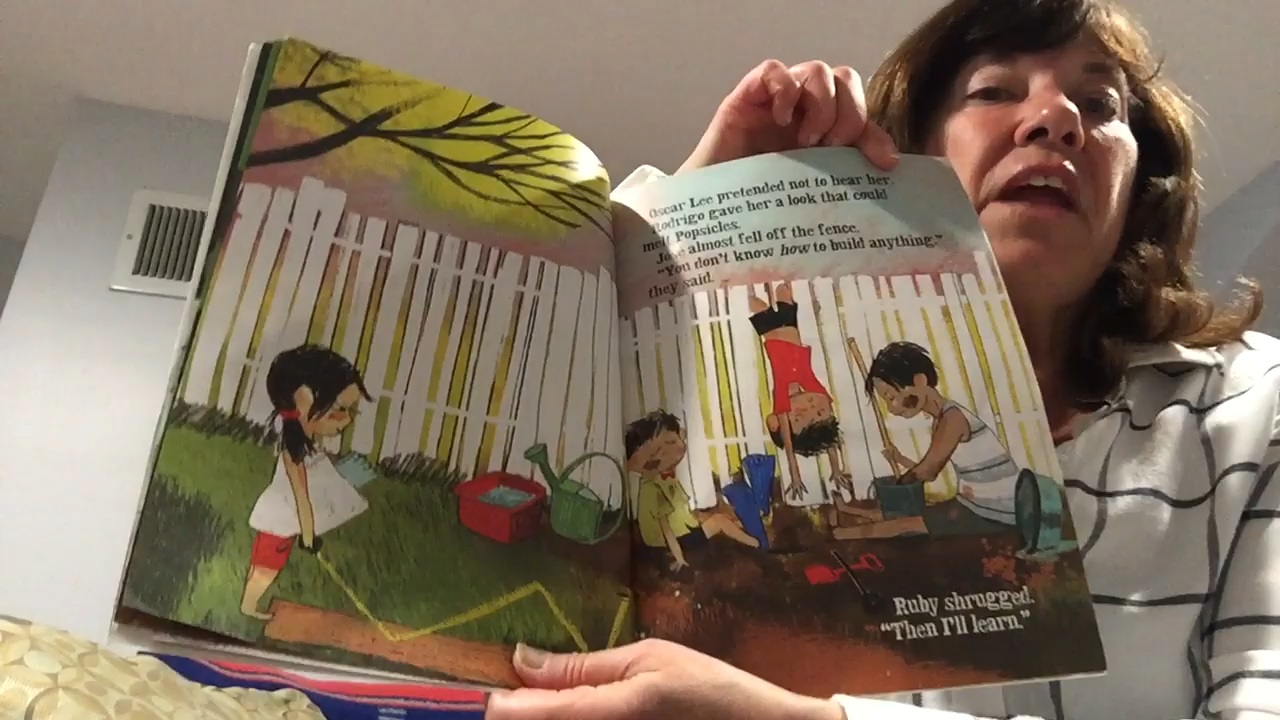 Oscar Lee pretended not to hear her.
Rodrigo gave her a look that could
melt Popsicles.
José almost fell off the fence.
"You don't know how to build anything,"
they said.
Ruby shrugged.
"Then I'll learn."